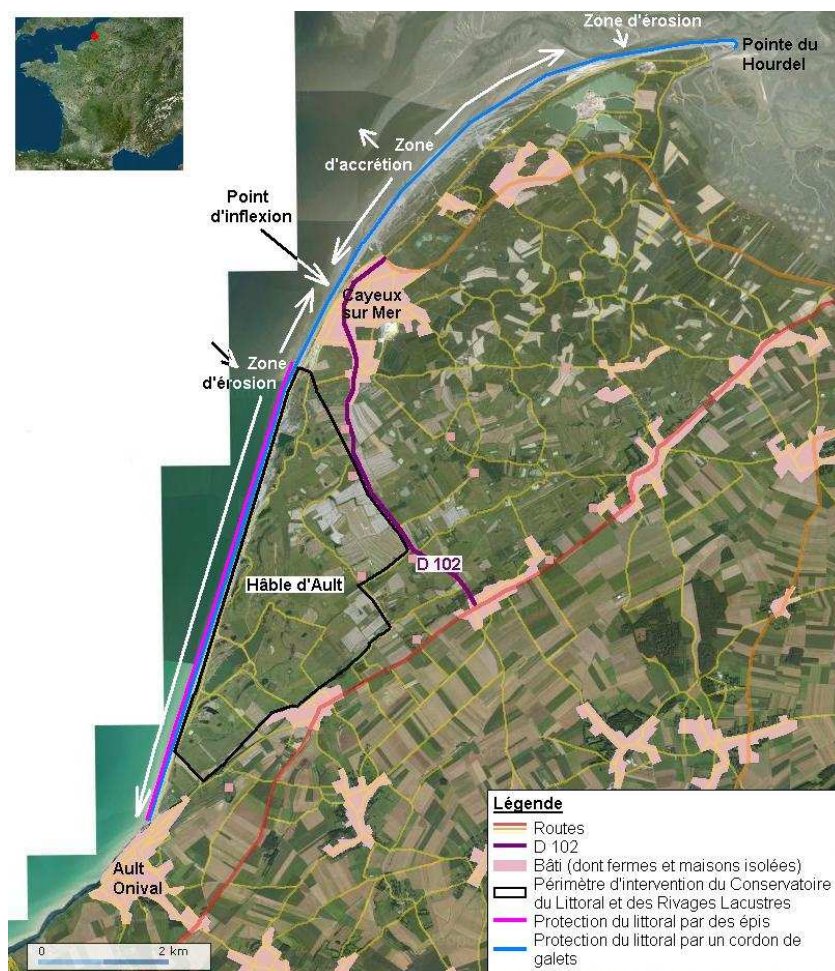 Zone d'érosion
Pointe du
Hourdel
Zone
d'accrétion
Point
d'inflexion
Cayeux
sur Mer
Zone
d'érosion
D 102
Hâble d'Ault
Ault
Onival
0 2 km
Légende
Routes
D 102
Bâti (dont fermes et maisons isolées)
Périmètre d'intervention du Conservatoire
du Littoral et des Rivages Lacustres
Protection du littoral par des épis
Protection du littoral par un cordon de
galets